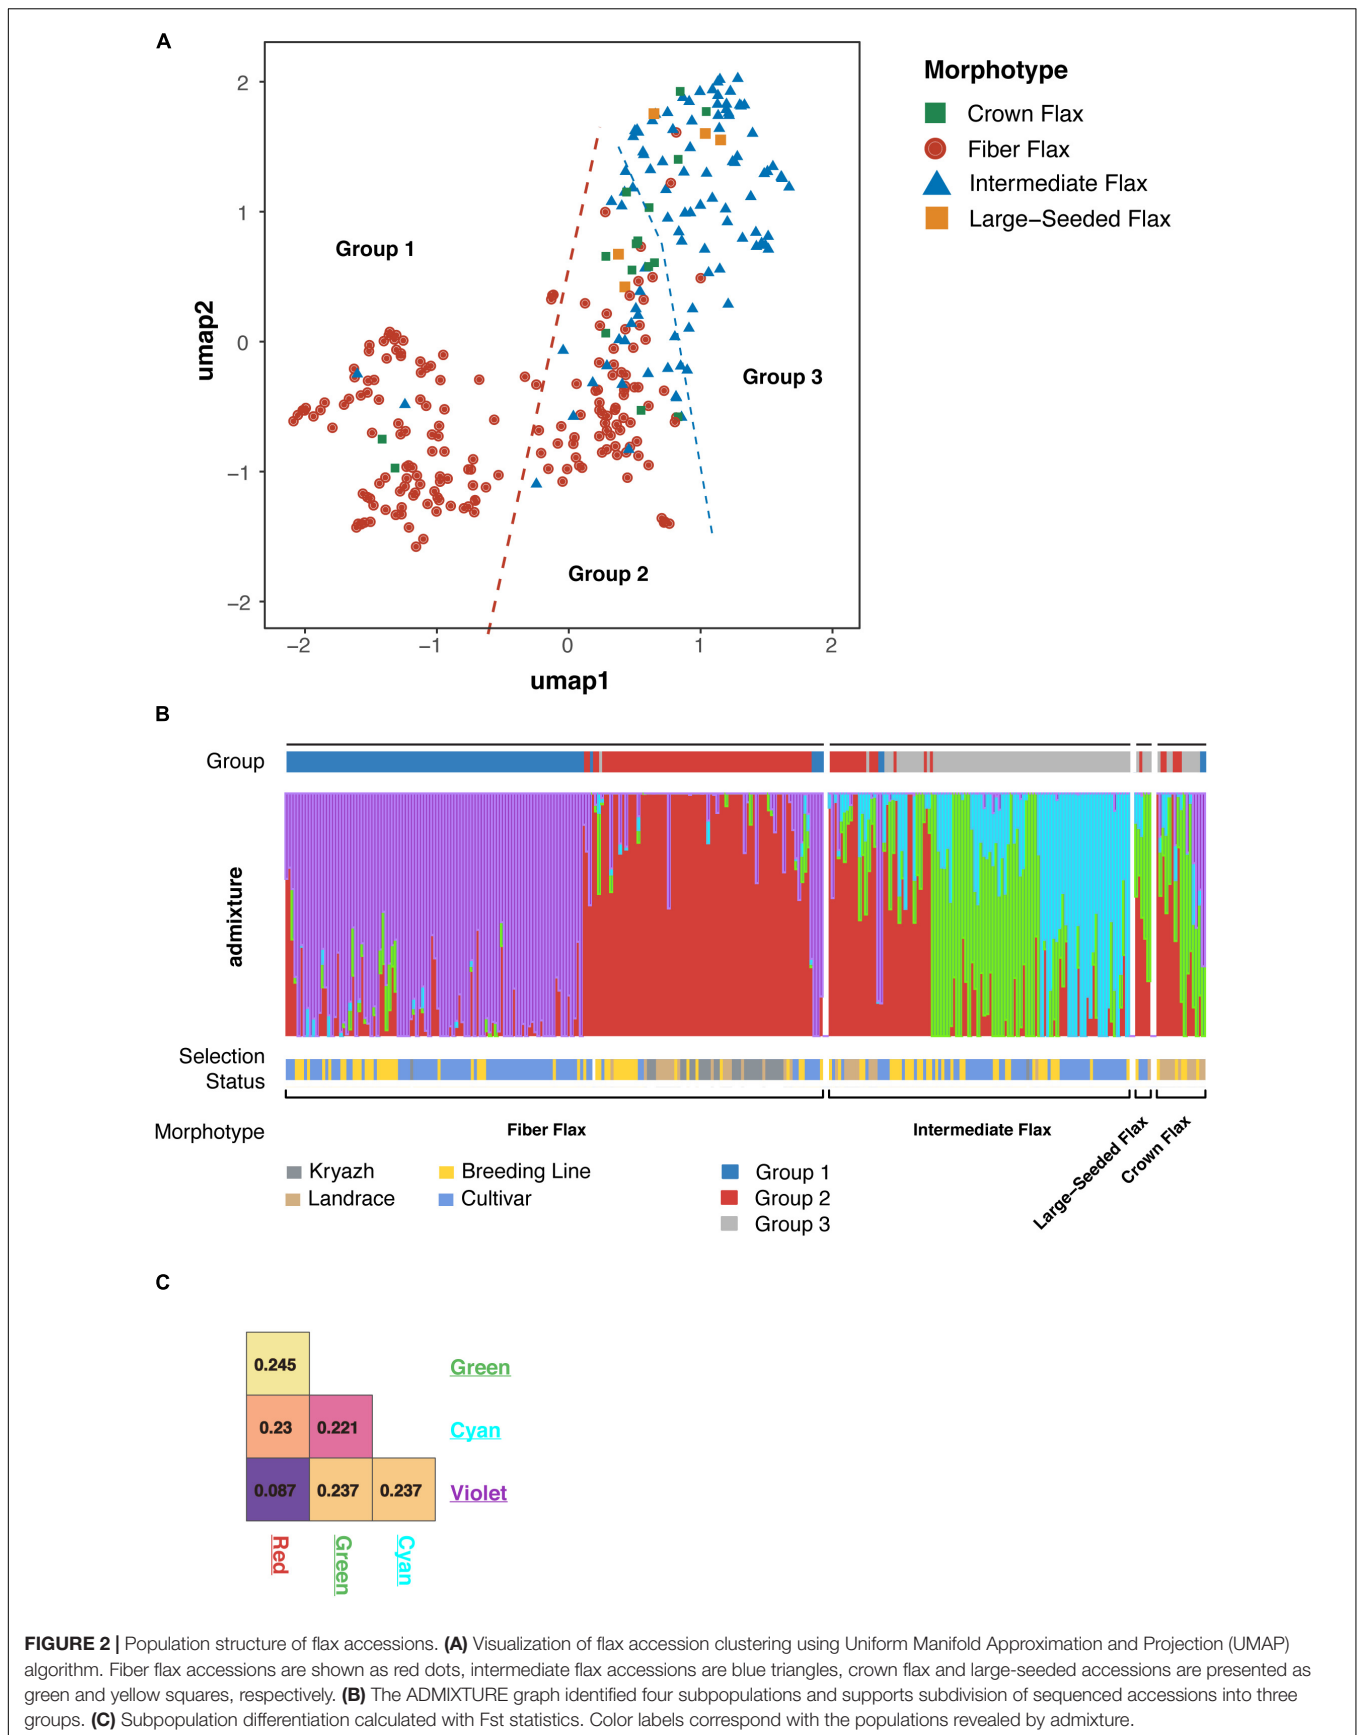 A
Morphotype
Crown Flax
Fiber Flax
Intermediate Flax
Large–Seeded Flax
2
1
0
−1
−2
umap2
Group 1
Group 3
Group 2
−2
−1
0
1
2
umap1
B
Group
admixture
Selection
Status
Morphotype
Fiber Flax
Intermediate Flax
Large–Seeded Flax
Crown Flax
Kryazh
Breeding Line
Landrace
Cultivar
Group 1
Group 2
Group 3
C
0.245
Green
0.23 0.221
Cyan
0.087 0.237 0.237
Violet
Red
Green
Cyan
FIGURE 2 | Population structure of flax accessions. (A) Visualization of flax accession clustering using Uniform Manifold Approximation and Projection (UMAP)
algorithm. Fiber flax accessions are shown as red dots, intermediate flax accessions are blue triangles, crown flax and large-seeded accessions are presented as
green and yellow squares, respectively. (B) The ADMIXTURE graph identified four subpopulations and supports subdivision of sequenced accessions into three
groups. (C) Subpopulation differentiation calculated with Fst statistics. Color labels correspond with the populations revealed by admixture.